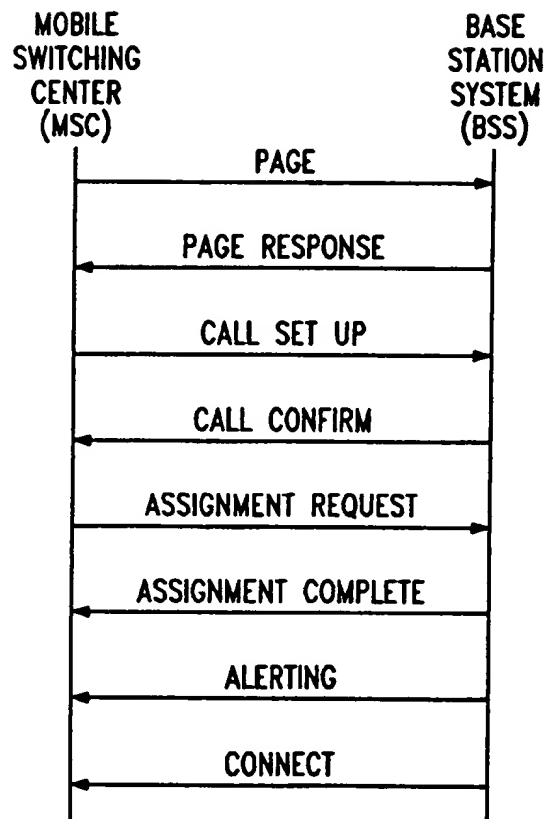 MOBILE
SWITCHING
CENTER
(MSC)
BASE
STATION
SYSTEM
(BSS)
PAGE
PAGE RESPONSE
CALL SET UP
CALL CONFIRM
ASSIGNMENT REQUEST
ASSIGNMENT COMPLETE
ALERTING
CONNECT